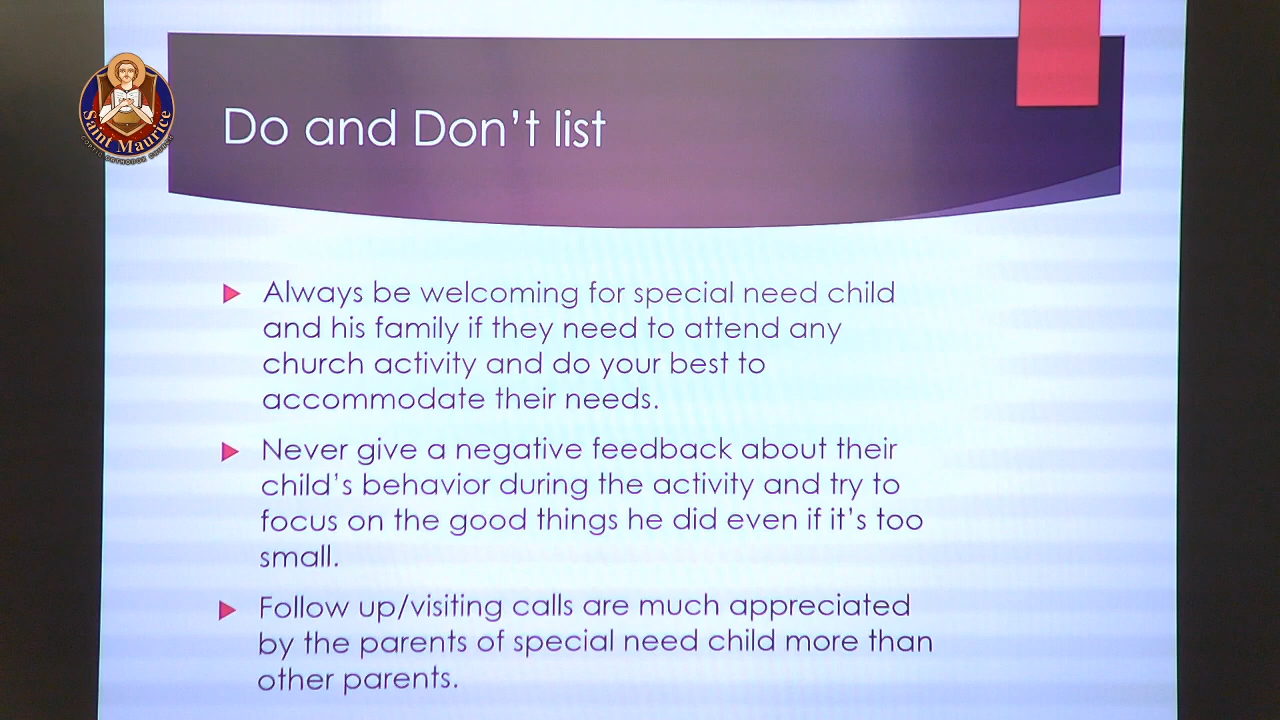 Saint Maurice
COPTIC ORTHODOX CHURCH
Do and Don't list
Always be welcoming for special need child
and his family if they need to attend any
church activity and do your best to
accommodate their needs.
Never give a negative feedback about their
child's behavior during the activity and try to
focus on the good things he did even if it's too
small.
Follow up/visiting calls are much appreciated
by the parents of special need child more than
other parents.